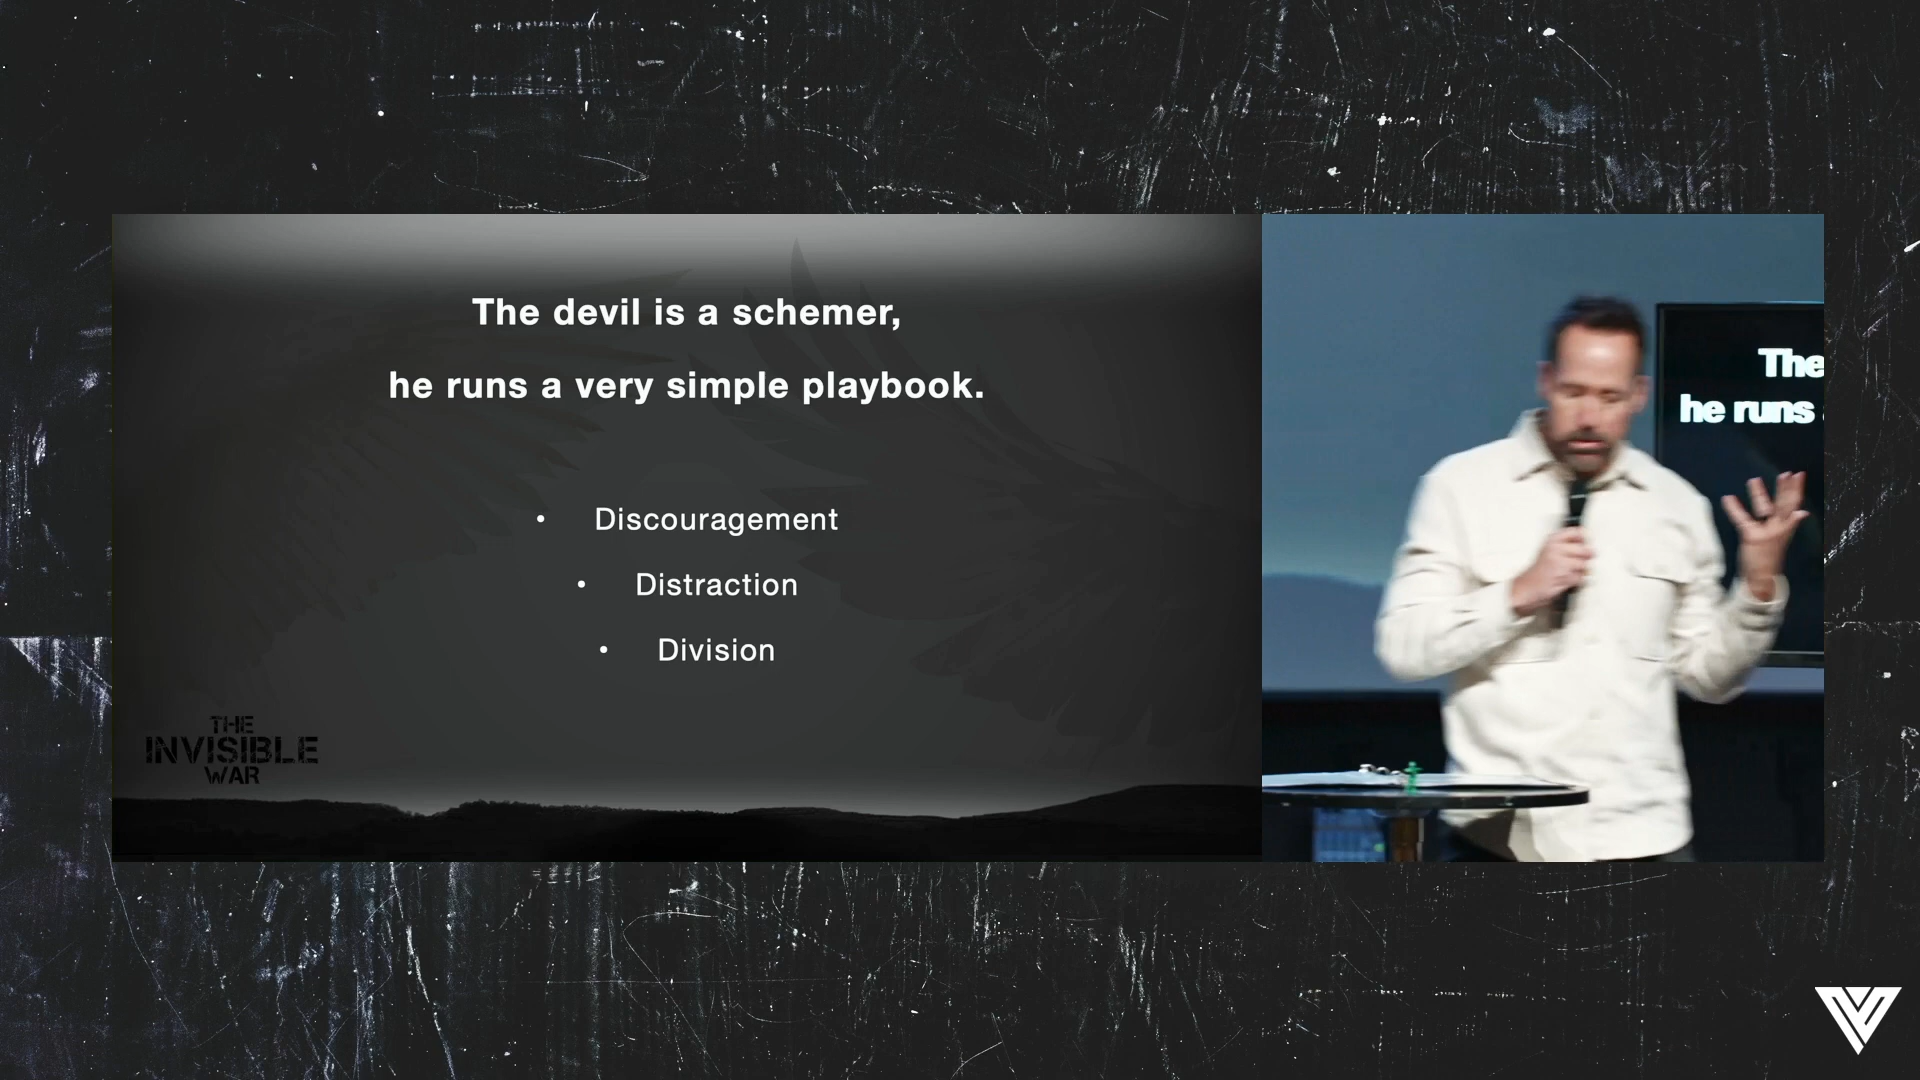 The devil is a schemer,
he runs a very simple playbook.
• Discouragement
• Distraction
• Division
THE
INVISIBLE
WAR
The
he runs